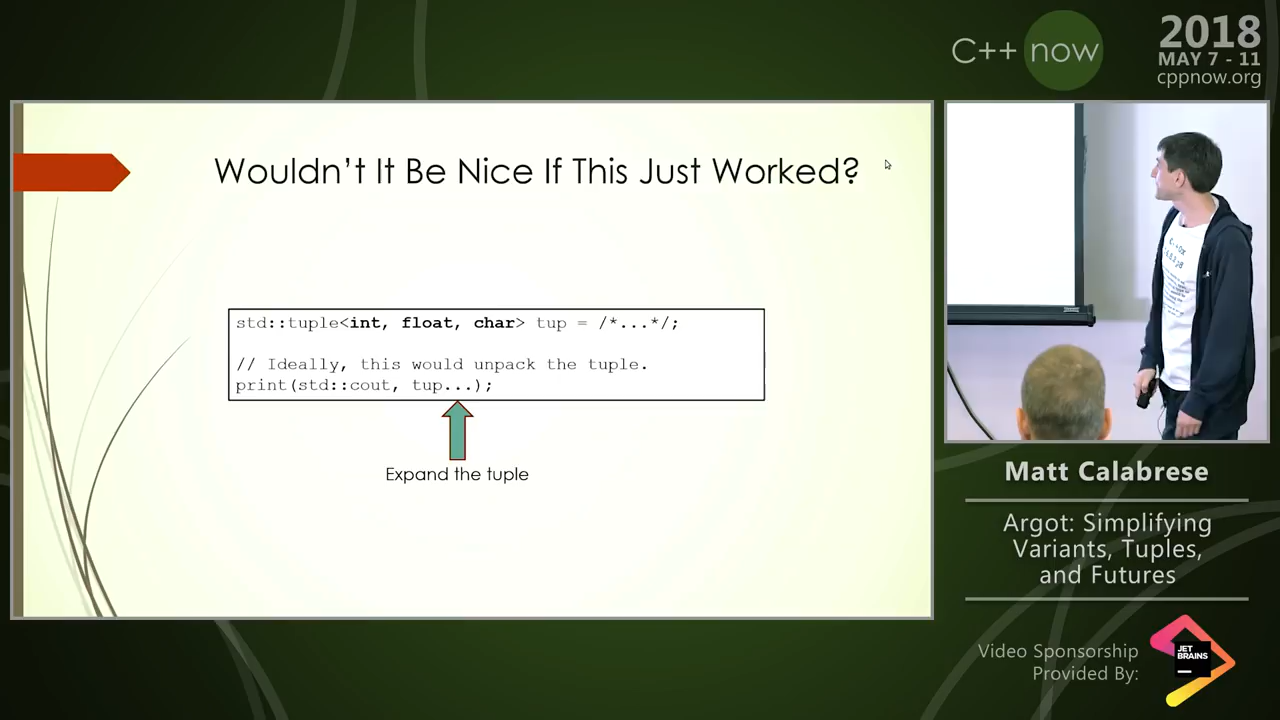 C++ now
2018
MAY 7 - 11
cppnow.org
Wouldn't It Be Nice If This Just Worked?
std::tuple<int, float, char> tup = /*...*/;
// Ideally, this would unpack the tuple.
print(std::cout, tup...);
Expand the tuple
Matt Calabrese
Argot: Simplifying
Variants, Tuples,
and Futures
Video Sponsorship
Provided By:
JET
BRAINS